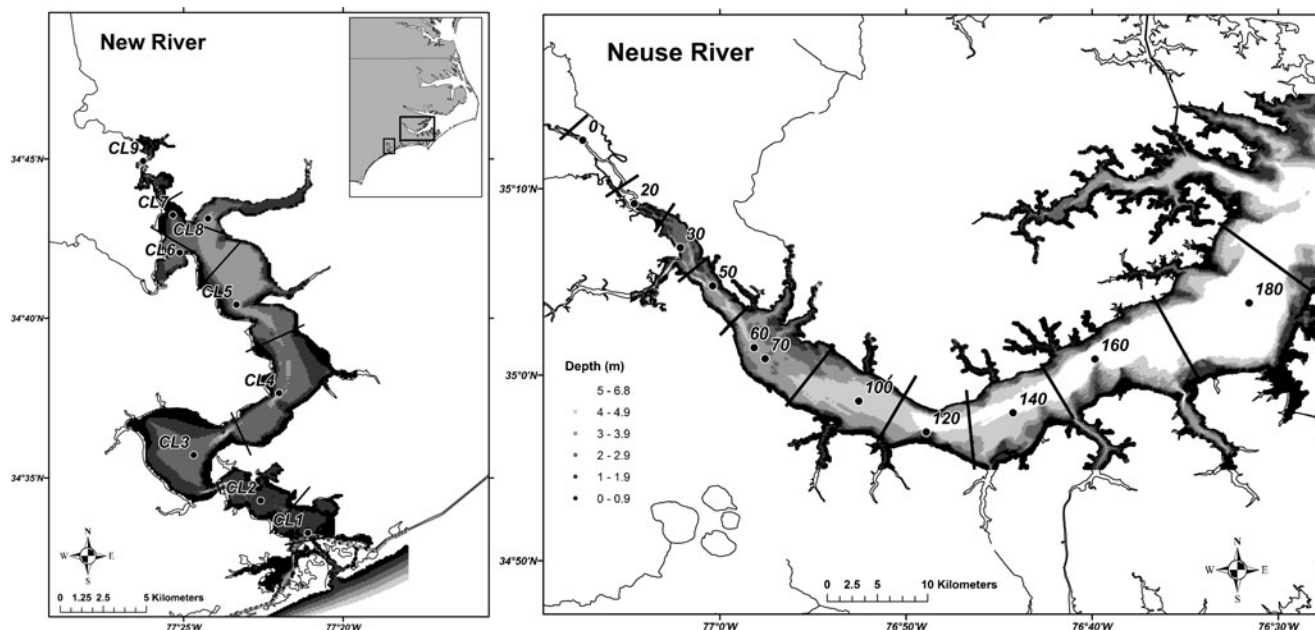 New River
CL9
CL7
CL8
CL6
CL5
CL4
CL3
CL2
CL1
34°45'N
34°40'N
34°35'N
N
W E
S
0 1.25 2.5 5 Kilometers
77°25'W
77°20'W
Neuse River
0
20
30
50
60
70
100
120
140
160
180
35°10'N
35°0'N
34°50'N
Depth (m)
5 - 6.8
4 - 4.9
3 - 3.9
2 - 2.9
1 - 1.9
0 - 0.9
N
W E
S
0 2.5 5 10 Kilometers
77°0'W
76°50'W
76°40'W
76°30'W